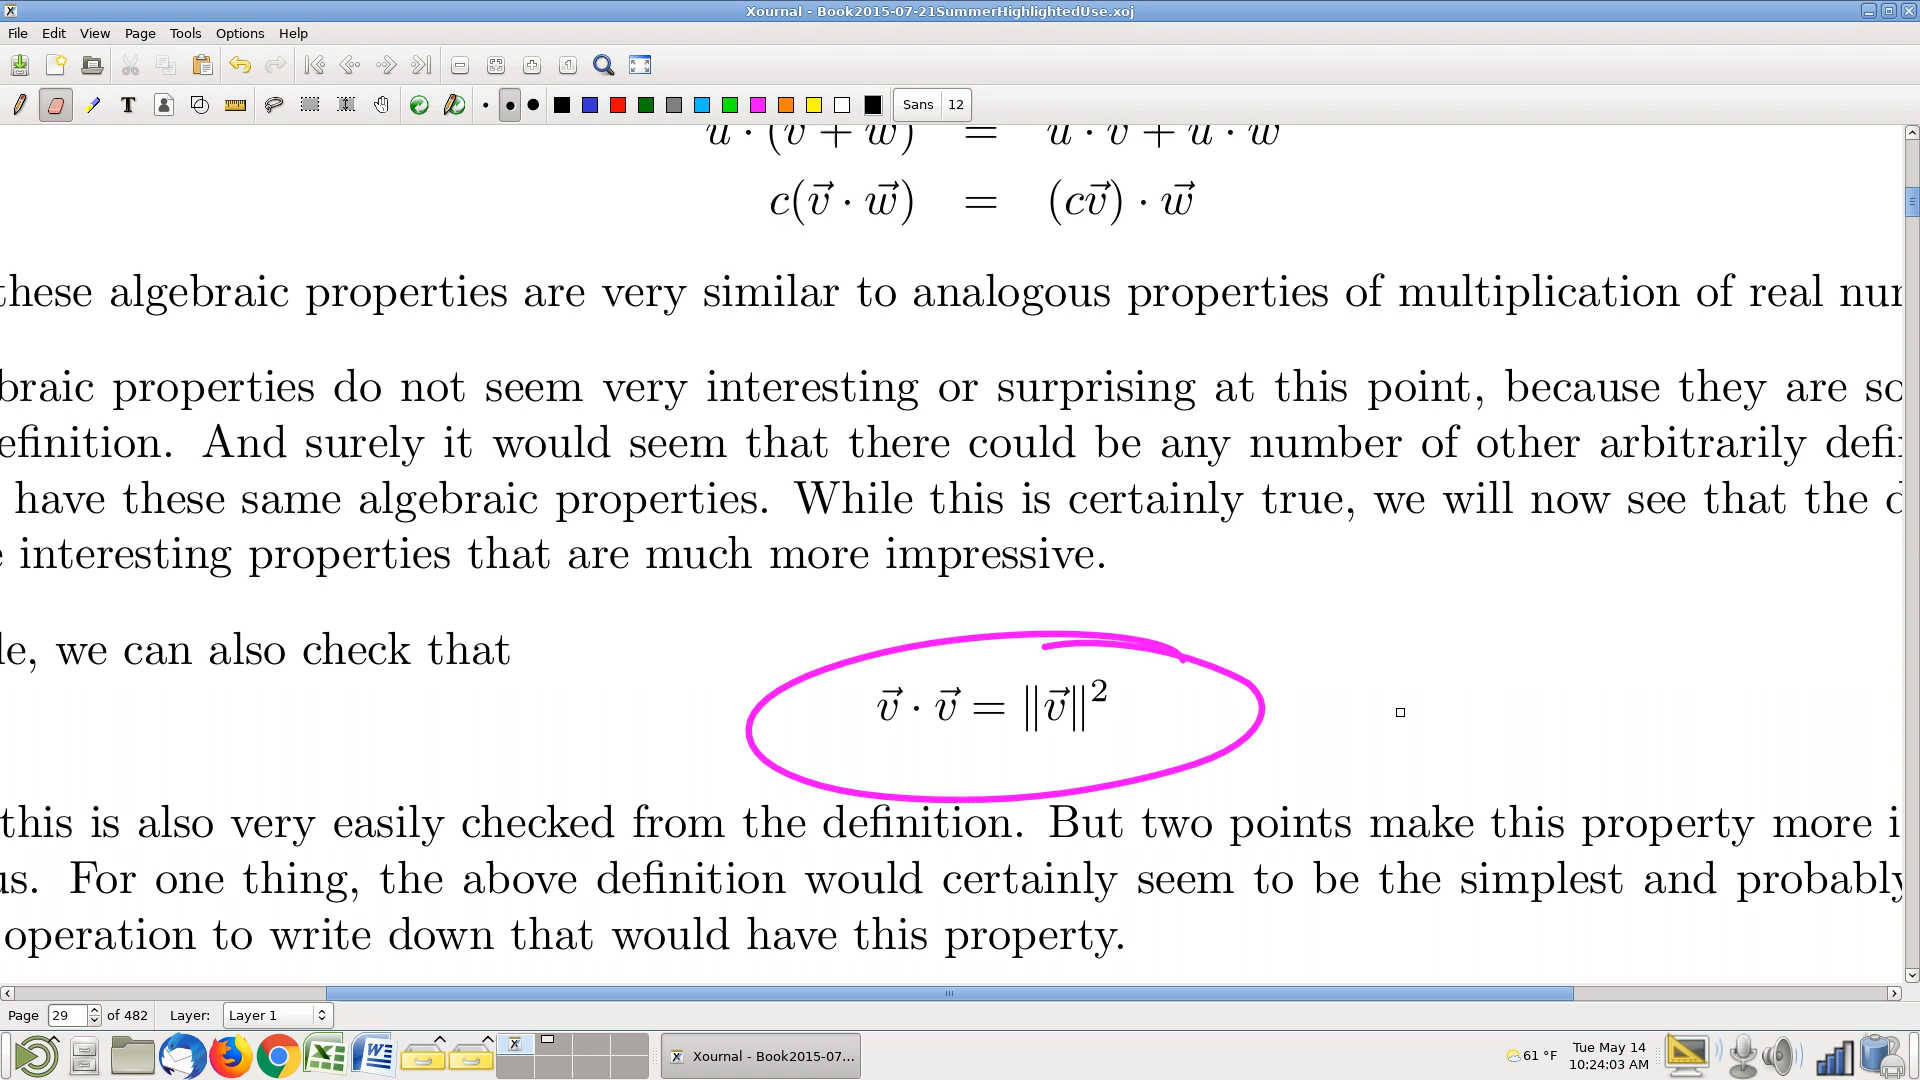 Xournal - Book2015-07-21SummerHighlightedUse.xoj
File Edit View Page Tools Options Help
Sans 12
u⃗ · (v⃗ + w⃗) = u⃗ · v⃗ + u⃗ · w⃗
c(v⃗ · w⃗) = (cv⃗) · w⃗
these algebraic properties are very similar to analogous properties of multiplication of real
braic properties do not seem very interesting or surprising at this point, because they are so
efinition. And surely it would seem that there could be any number of other arbitrarily defi
have these same algebraic properties. While this is certainly true, we will now see that the
e interesting properties that are much more impressive.
le, we can also check that
v⃗ · v⃗ = ‖v⃗‖²
this is also very easily checked from the definition. But two points make this property more i
us. For one thing, the above definition would certainly seem to be the simplest and probably
operation to write down that would have this property.
Page 29 of 482 Layer: Layer 1
Xournal - Book2015-07...
61 °F
Tue May 14
10:24:03 AM